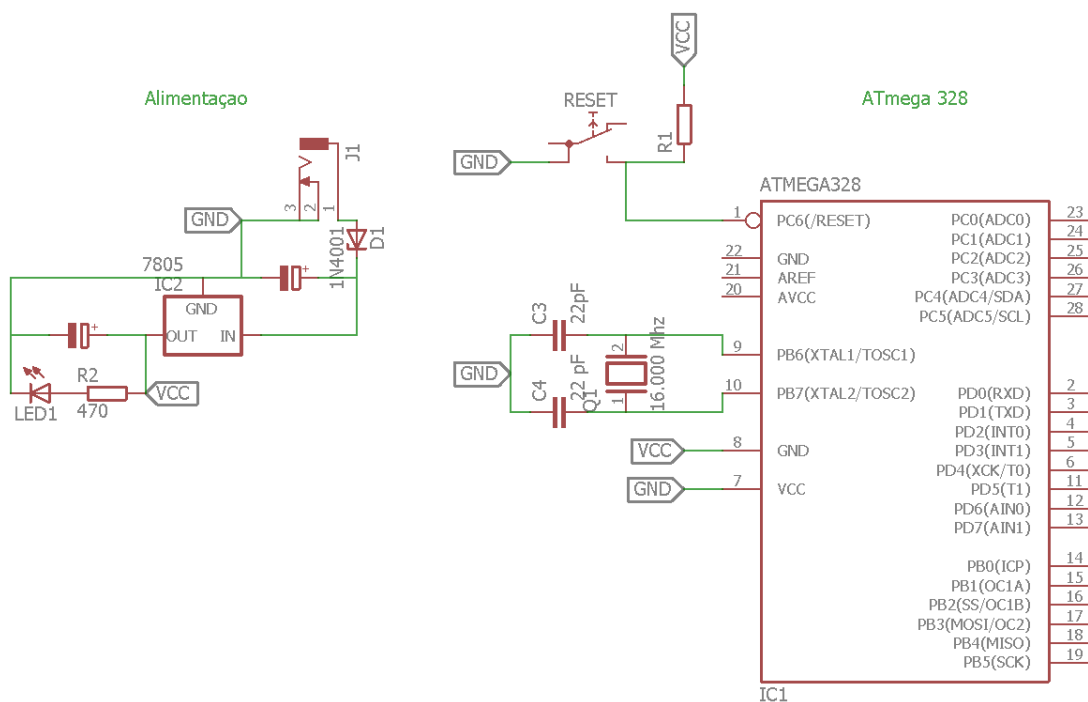 Alimentaçao
J1
3
2
1
GND
1N4001
D1
7805
IC2
GND
OUT
IN
+
+
R2
470
LED1
VCC
VCC
RESET
R1
GND
ATmega 328
ATMEGA328
1 PC6(/RESET)
22 GND
21 AREF
20 AVCC
C3
22pF
C4
22 pF
GND
2
1
Q1
16.000 Mhz
9 PB6(XTAL1/TOSC1)
10 PB7(XTAL2/TOSC2)
VCC 8 GND
GND 7 VCC
PC0(ADC0) 23
PC1(ADC1) 24
PC2(ADC2) 25
PC3(ADC3) 26
PC4(ADC4/SDA) 27
PC5(ADC5/SCL) 28
PD0(RXD) 2
PD1(TXD) 3
PD2(INT0) 4
PD3(INT1) 5
PD4(XCK/T0) 6
PD5(T1) 11
PD6(AIN0) 12
PD7(AIN1) 13
PB0(ICP) 14
PB1(OC1A) 15
PB2(SS/OC1B) 16
PB3(MOSI/OC2) 17
PB4(MISO) 18
PB5(SCK) 19
IC1